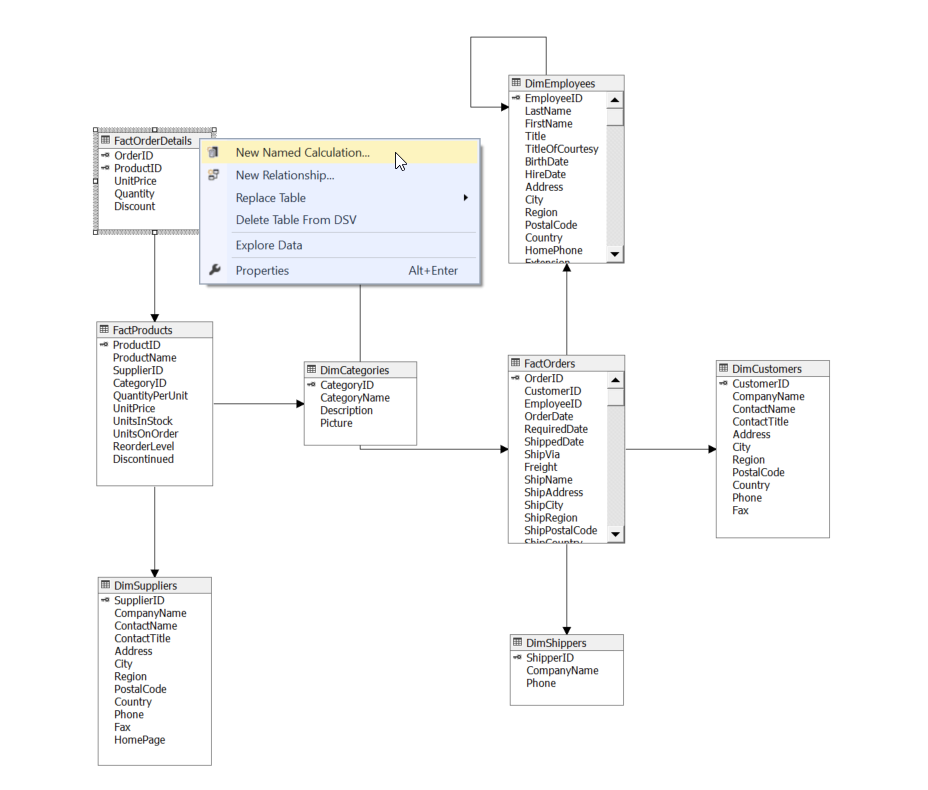 DimEmployees
EmployeeID
LastName
FirstName
Title
TitleOfCourtesy
BirthDate
HireDate
Address
City
Region
PostalCode
Country
HomePhone
Extension
FactOrderDetails
OrderID
ProductID
UnitPrice
Quantity
Discount
New Named Calculation...
New Relationship...
Replace Table
Delete Table From DSV
Explore Data
Properties Alt+Enter
FactProducts
ProductID
ProductName
SupplierID
CategoryID
QuantityPerUnit
UnitPrice
UnitsInStock
UnitsOnOrder
ReorderLevel
Discontinued
DimCategories
CategoryID
CategoryName
Description
Picture
FactOrders
OrderID
CustomerID
EmployeeID
OrderDate
RequiredDate
ShippedDate
ShipVia
Freight
ShipName
ShipAddress
ShipCity
ShipRegion
ShipPostalCode
ShipCountry
DimCustomers
CustomerID
CompanyName
ContactName
ContactTitle
Address
City
Region
PostalCode
Country
Phone
Fax
DimSuppliers
SupplierID
CompanyName
ContactName
ContactTitle
Address
City
Region
PostalCode
Country
Phone
Fax
HomePage
DimShippers
ShipperID
CompanyName
Phone